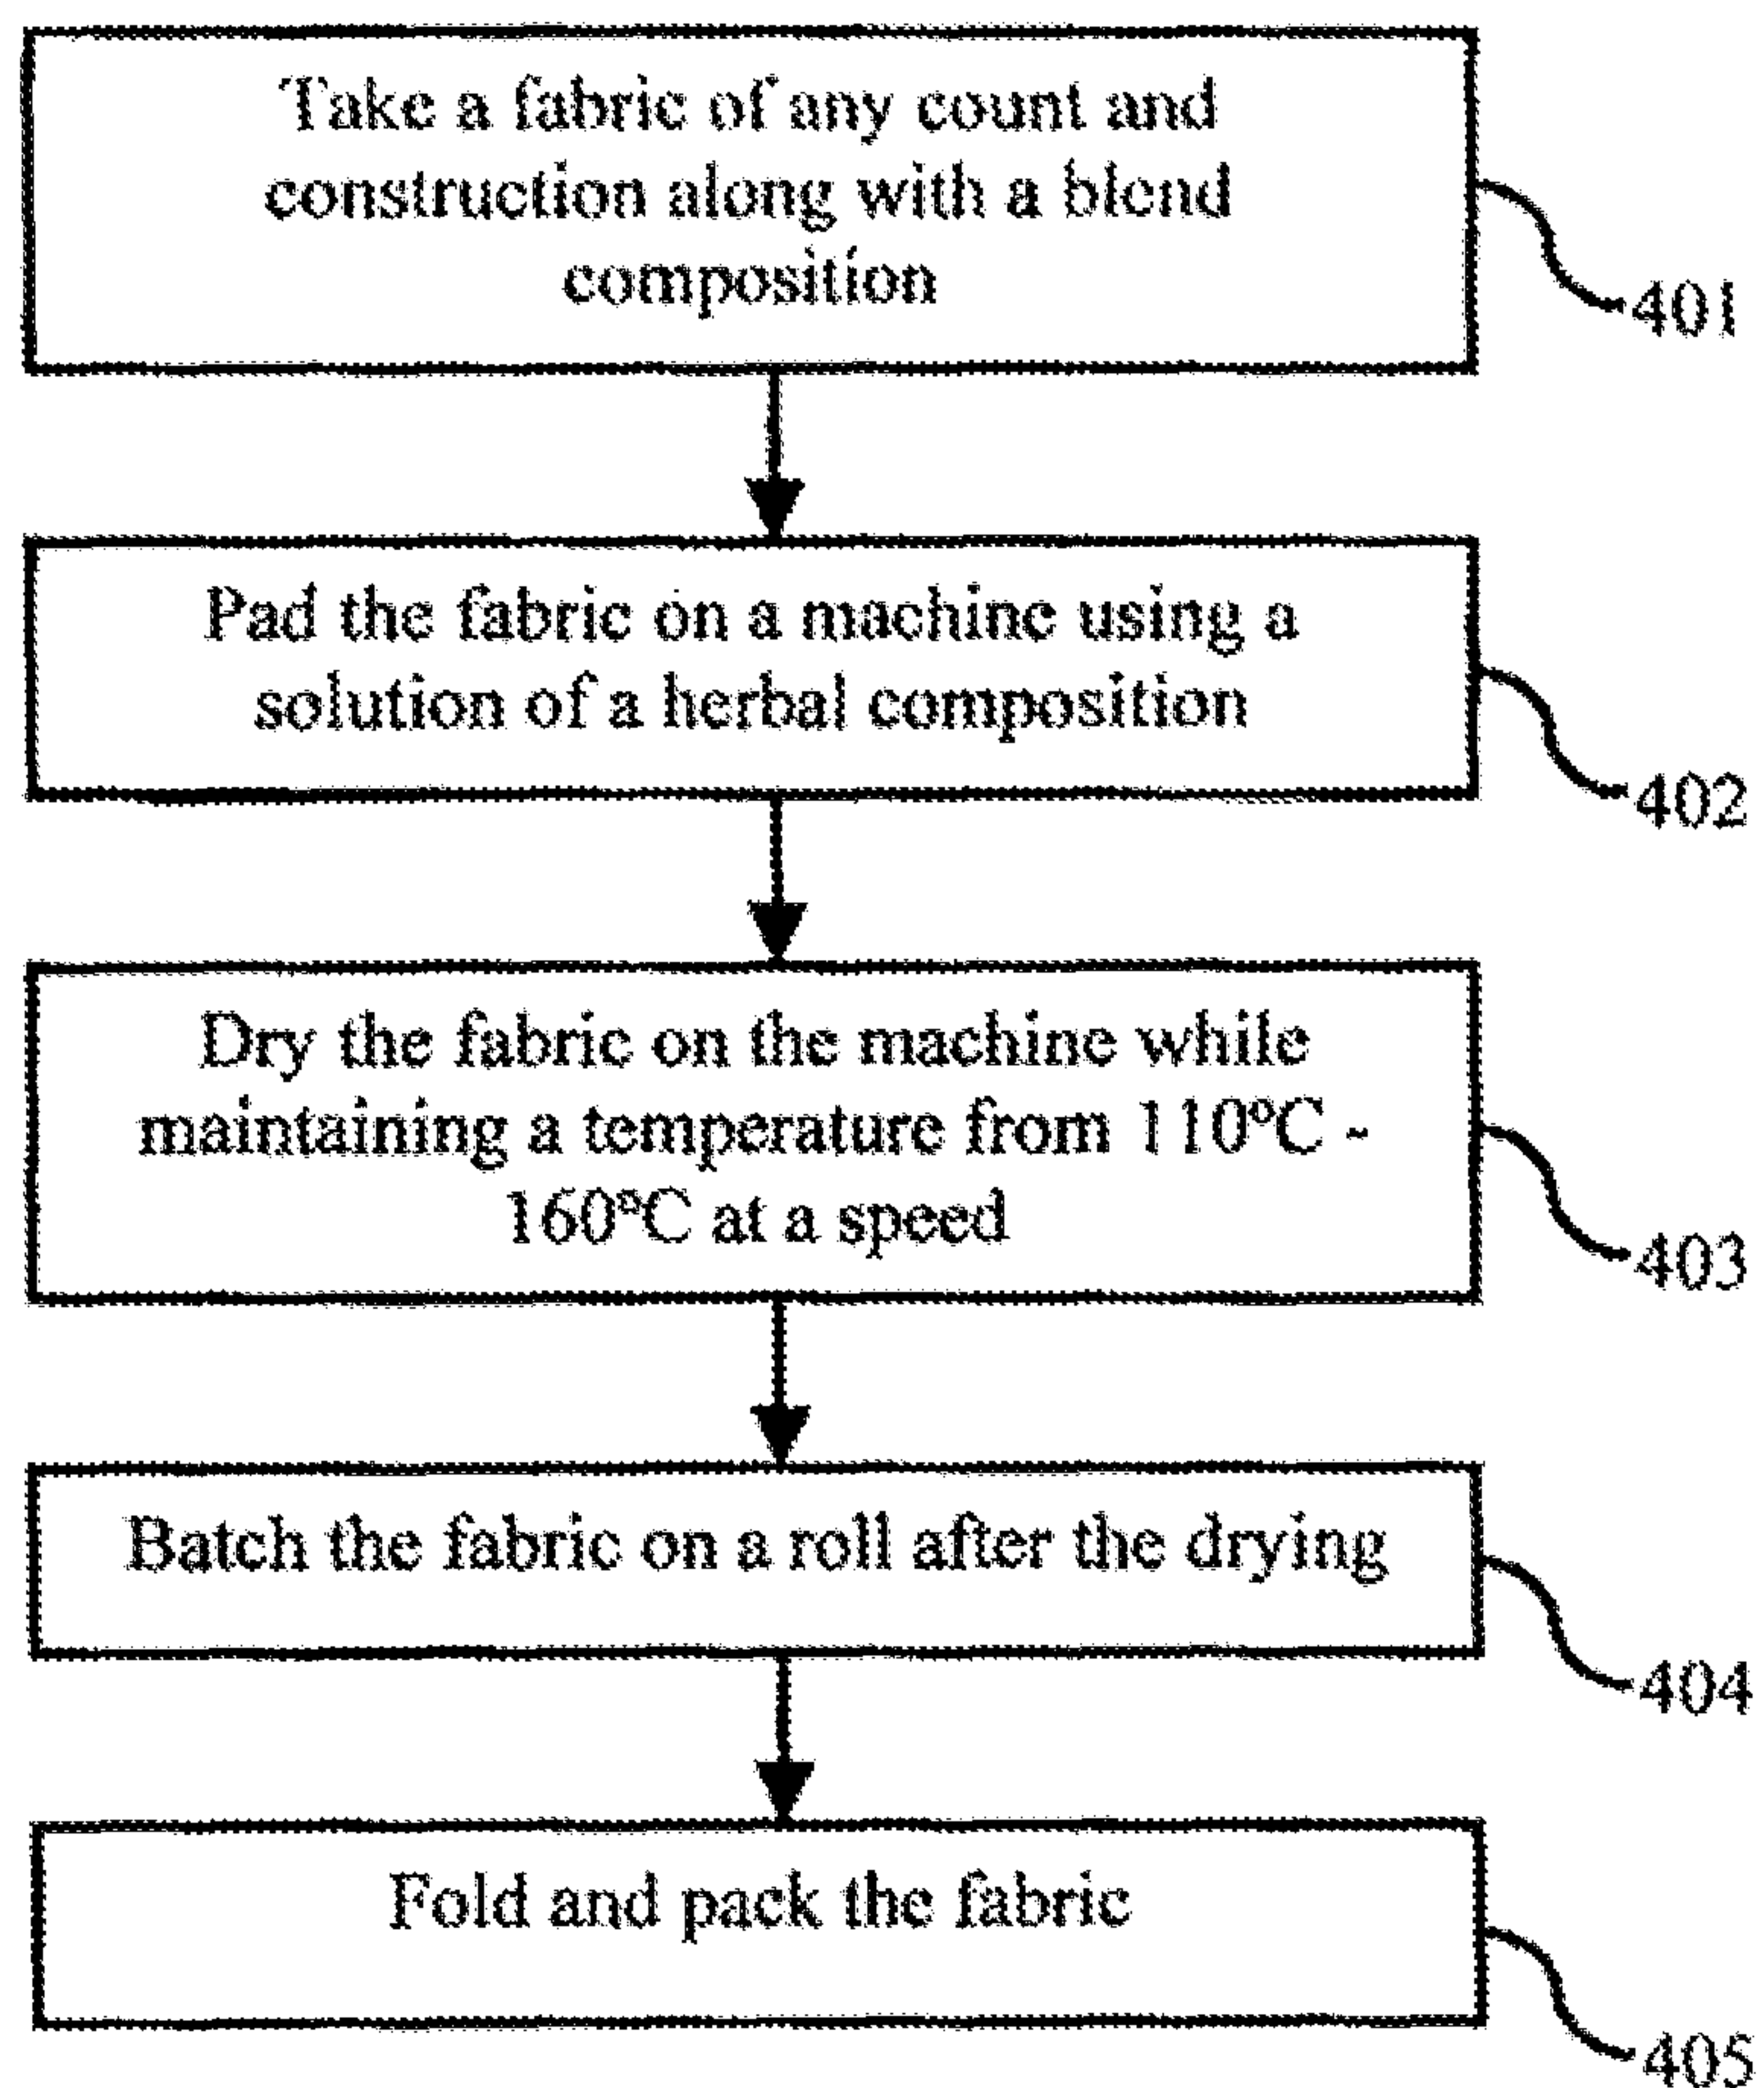 Take a fabric of any count and
construction along with a blend
composition
401
Pad the fabric on a machine using a
solution of a herbal composition
402
Dry the fabric on the machine while
maintaining a temperature from 110ºC -
160ºC at a speed
403
Batch the fabric on a roll after the drying
404
Fold and pack the fabric
405